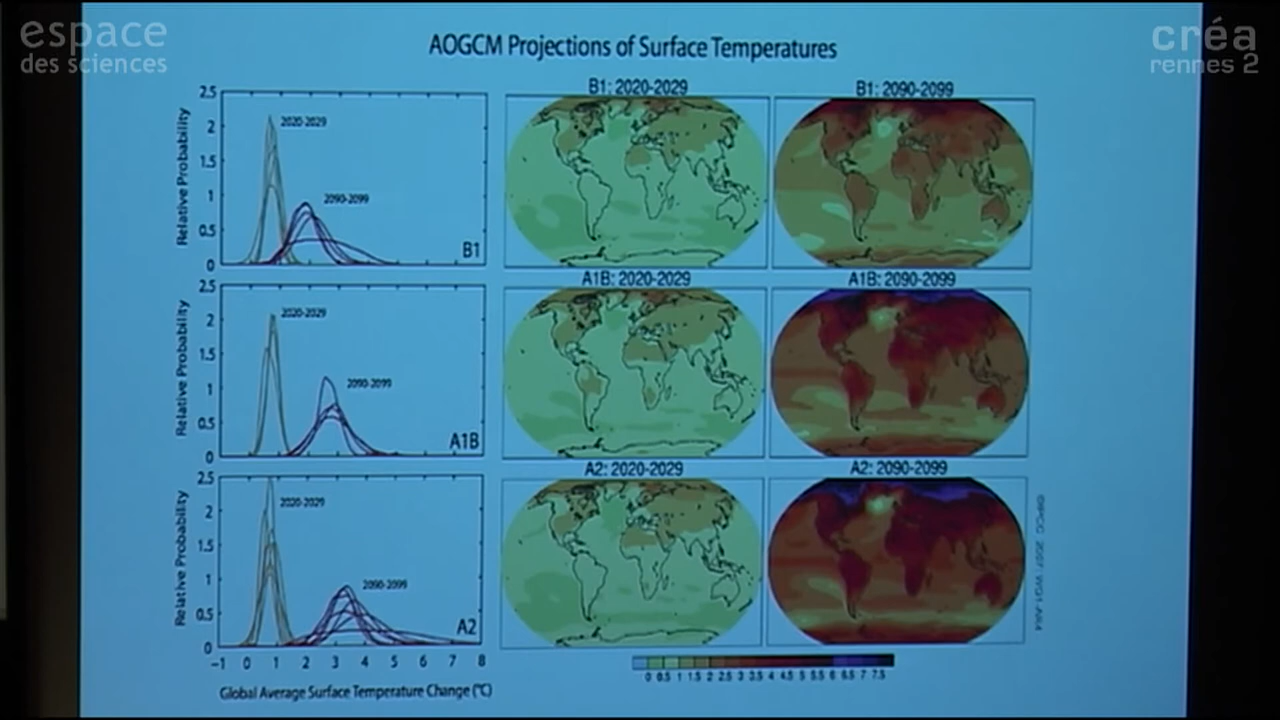 espace
des sciences
créa
rennes 2
AOGCM Projections of Surface Temperatures
B1: 2020-2029
B1: 2090-2099
2.5
2
1.5
1
0.5
0
Relative Probability
2020-2029
2090-2099
B1
A1B: 2020-2029
A1B: 2090-2099
2.5
2
1.5
1
0.5
0
Relative Probability
2020-2029
2090-2099
A1B
A2: 2020-2029
A2: 2090-2099
2.5
2
1.5
1
0.5
0
Relative Probability
2020-2029
2090-2099
A2
-1 0 1 2 3 4 5 6 7 8
Global Average Surface Temperature Change (°C)
0 0.5 1 1.5 2 2.5 3 3.5 4 4.5 5 5.5 6 6.5 7 7.5
©IPCC 2007: WG1-AR4